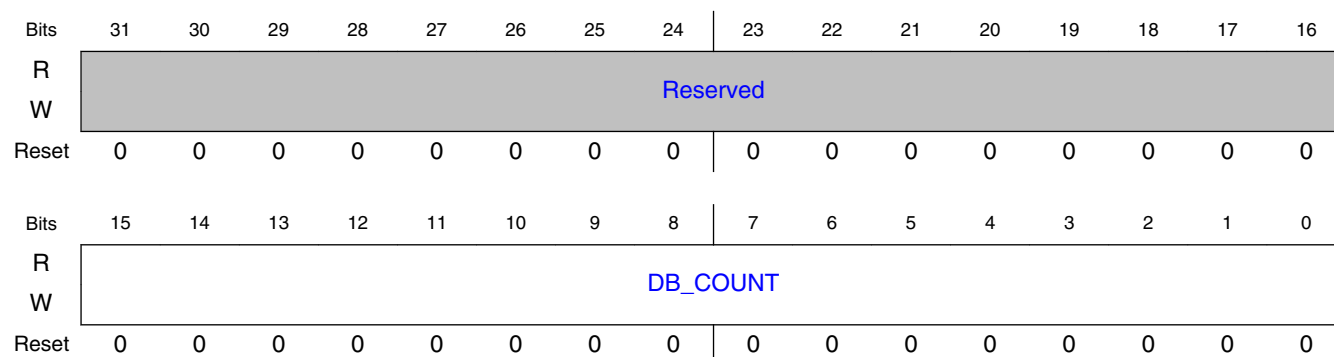 Bits 31 30 29 28 27 26 25 24 23 22 21 20 19 18 17 16
R
Reserved
W
Reset 0 0 0 0 0 0 0 0 0 0 0 0 0 0 0 0
Bits 15 14 13 12 11 10 9 8 7 6 5 4 3 2 1 0
R
DB_COUNT
W
Reset 0 0 0 0 0 0 0 0 0 0 0 0 0 0 0 0